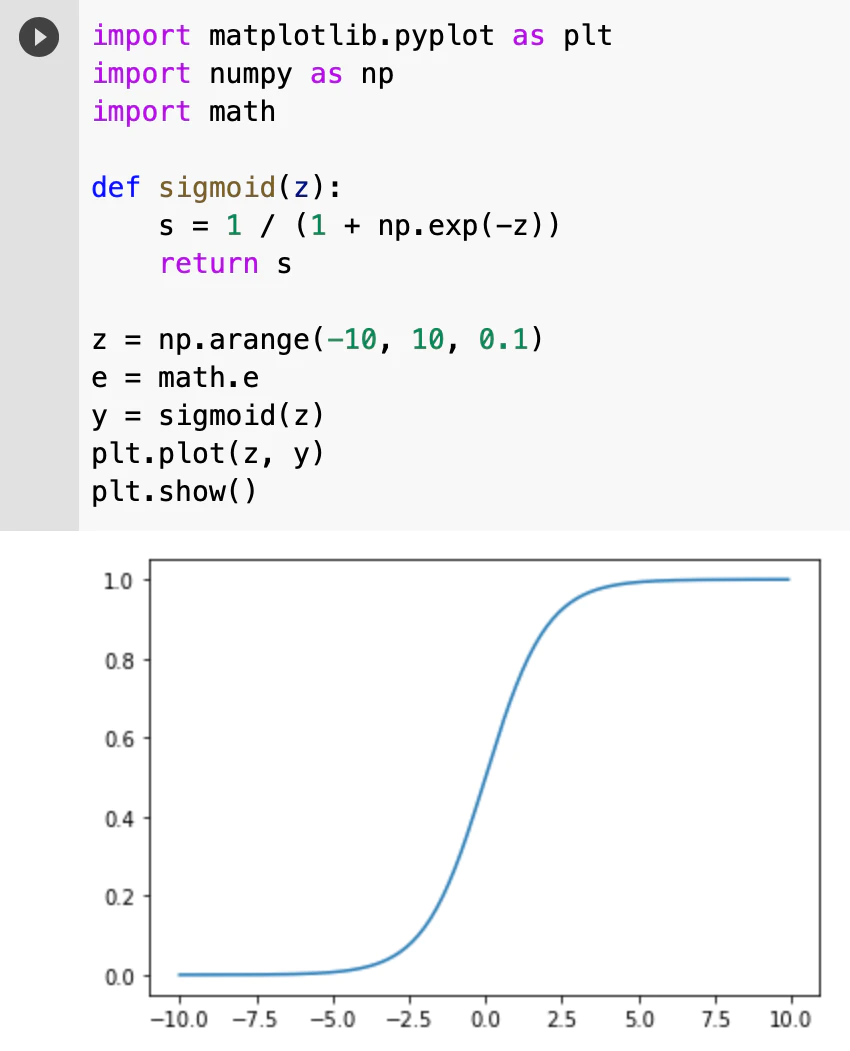 import matplotlib.pyplot as plt
import numpy as np
import math
def sigmoid(z):
    s = 1 / (1 + np.exp(−z))
    return s
z = np.arange(−10, 10, 0.1)
e = math.e
y = sigmoid(z)
plt.plot(z, y)
plt.show()
1.0
0.8
0.6
0.4
0.2
0.0
−10.0 −7.5 −5.0 −2.5 0.0 2.5 5.0 7.5 10.0